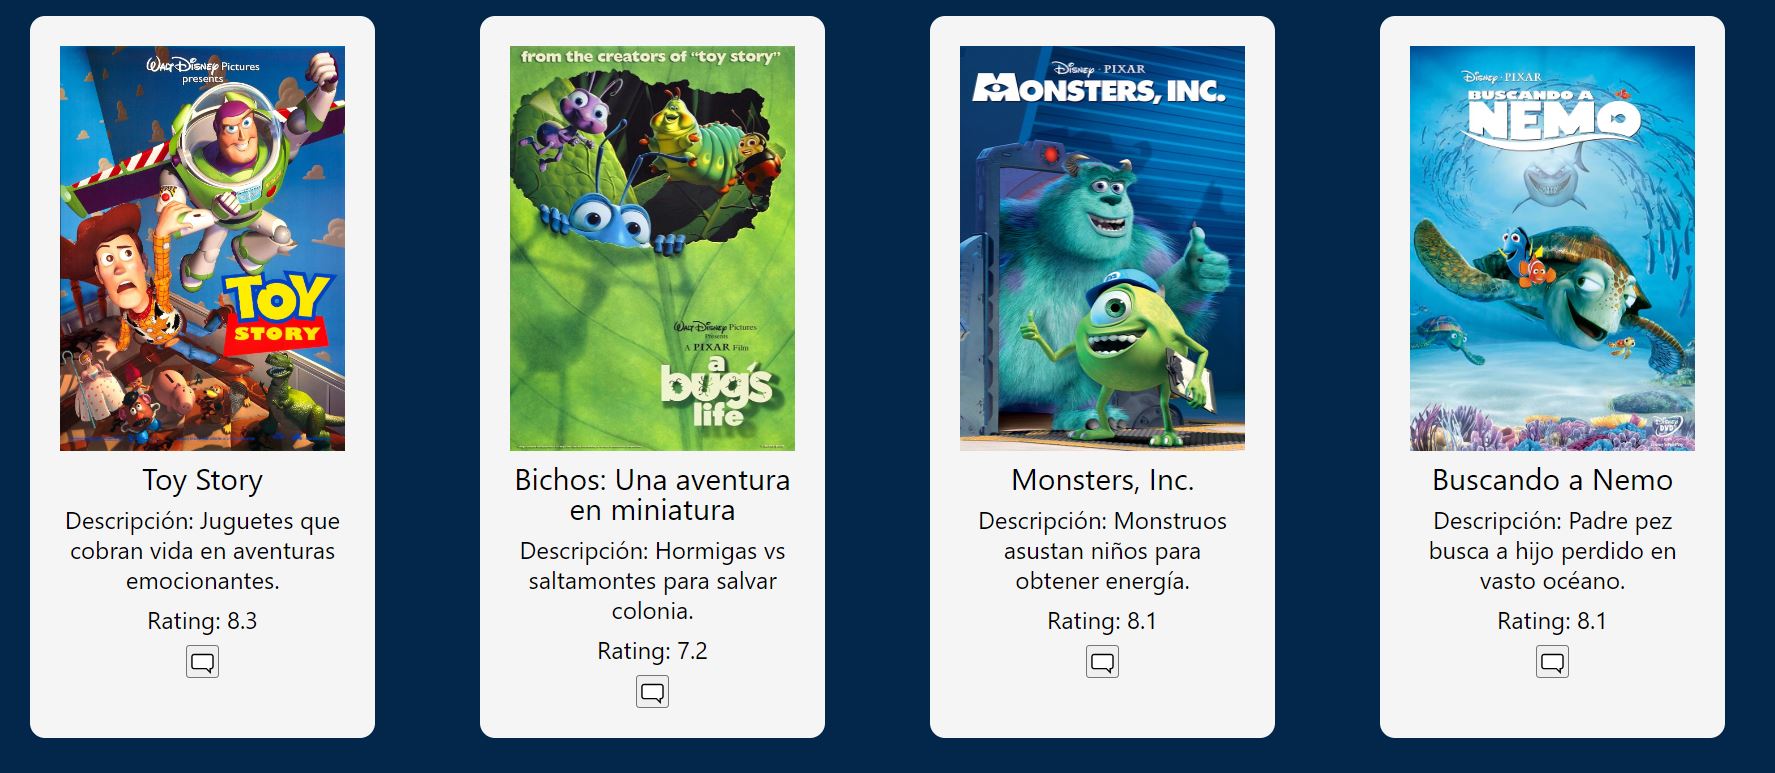 Walt Disney Pictures
presents
TOY
STORY
Toy Story
Descripción: Juguetes que
cobran vida en aventuras
emocionantes.
Rating: 8.3
from the creators of "toy story"
Walt Disney Pictures
Presents
A PIXAR Film
a
bug's
life
Bichos: Una aventura
en miniatura
Descripción: Hormigas vs
saltamontes para salvar
colonia.
Rating: 7.2
Disney · PIXAR
MONSTERS, INC.
Monsters, Inc.
Descripción: Monstruos
asustan niños para
obtener energía.
Rating: 8.1
Disney · PIXAR
BUSCANDO A
NEMO
Disney
DVD
Buscando a Nemo
Descripción: Padre pez
busca a hijo perdido en
vasto océano.
Rating: 8.1